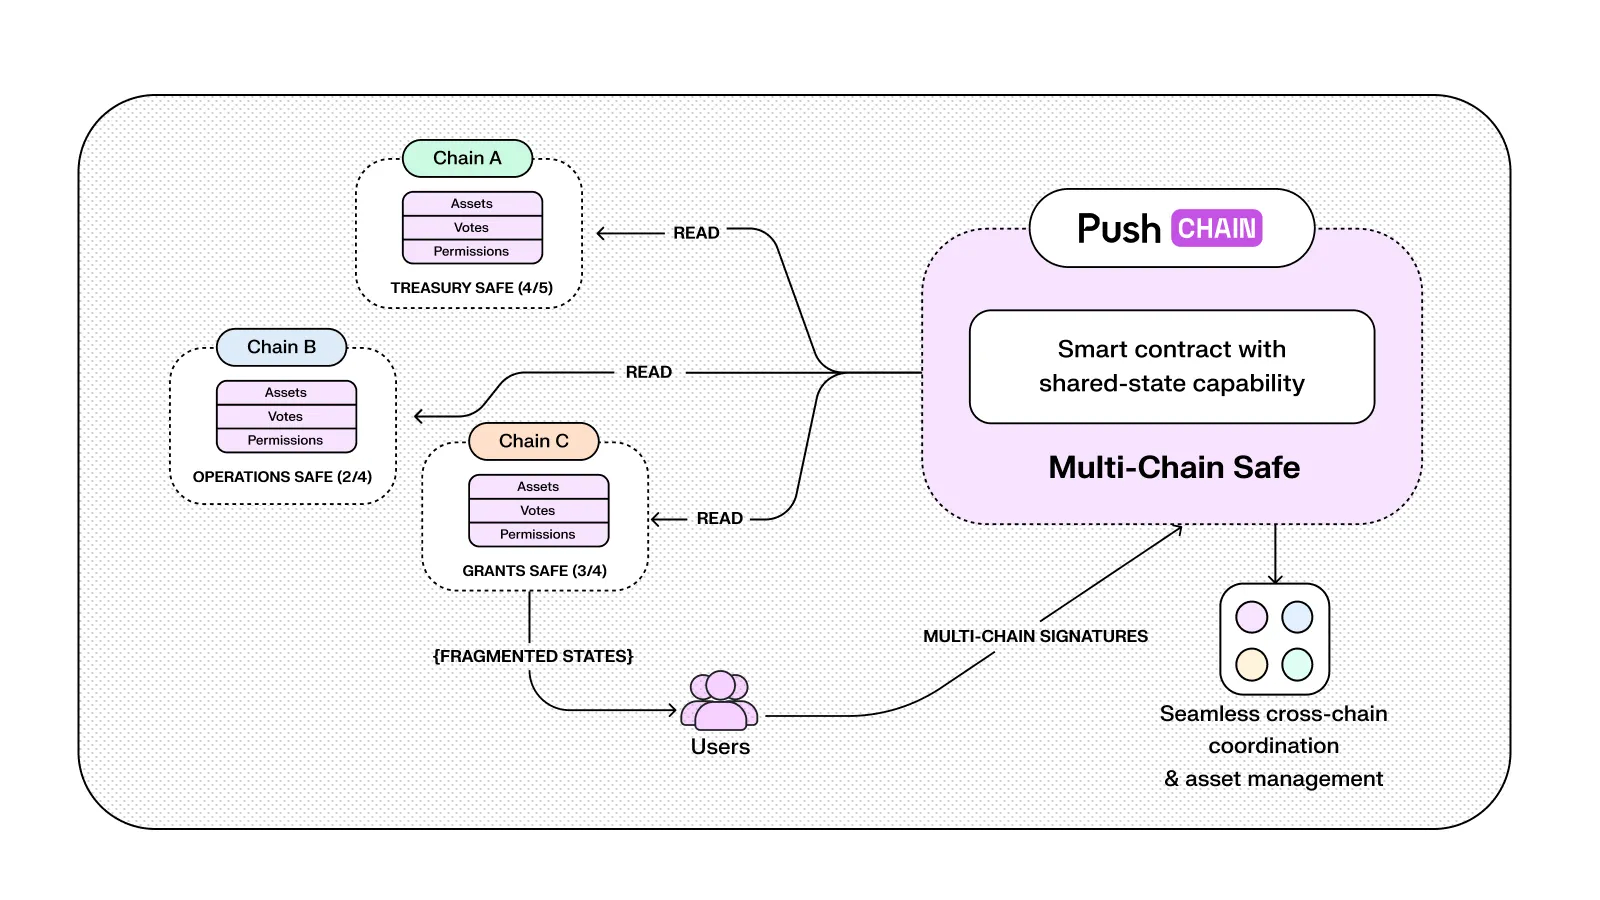 Chain A
Assets
Votes
Permissions
TREASURY SAFE (4/5)
READ
Push CHAIN
Smart contract with
shared-state capability
Multi-Chain Safe
Chain B
Assets
Votes
Permissions
OPERATIONS SAFE (2/4)
READ
Chain C
Assets
Votes
Permissions
GRANTS SAFE (3/4)
READ
{FRAGMENTED STATES}
Users
MULTI-CHAIN SIGNATURES
Seamless cross-chain
coordination
& asset management